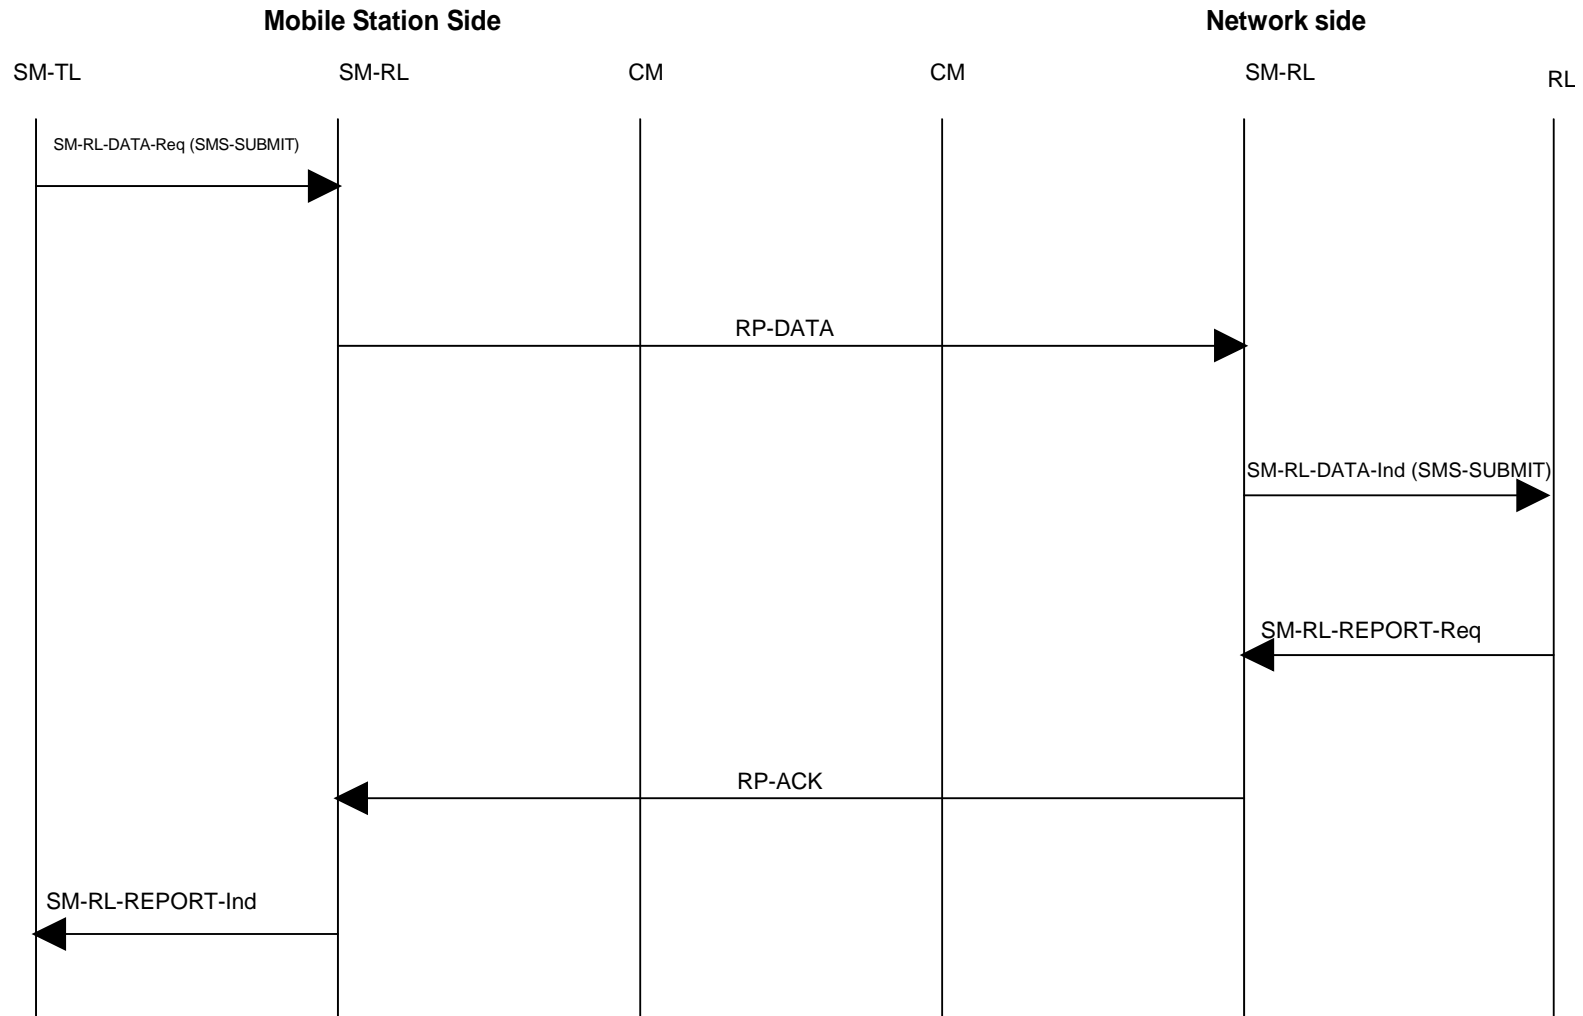 Mobile Station Side
Network side
SM-TL
SM-RL
CM
CM
SM-RL
RL
SM-RL-DATA-Req (SMS-SUBMIT)
RP-DATA
SM-RL-DATA-Ind (SMS-SUBMIT)
SM-RL-REPORT-Req
RP-ACK
SM-RL-REPORT-Ind